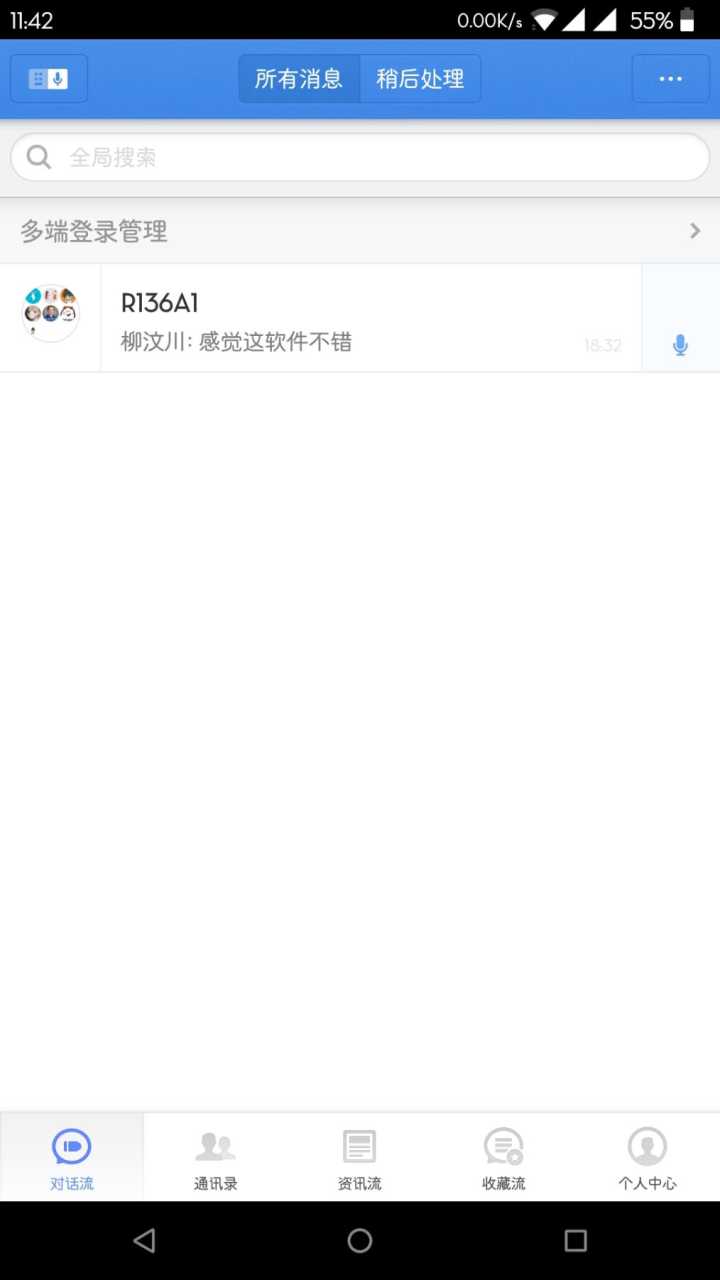 11:42
0.00K/s
55%
所有消息
稍后处理
全局搜索
多端登录管理
R136A1
柳汶川: 感觉这软件不错
18:32
对话流
通讯录
资讯流
收藏流
个人中心